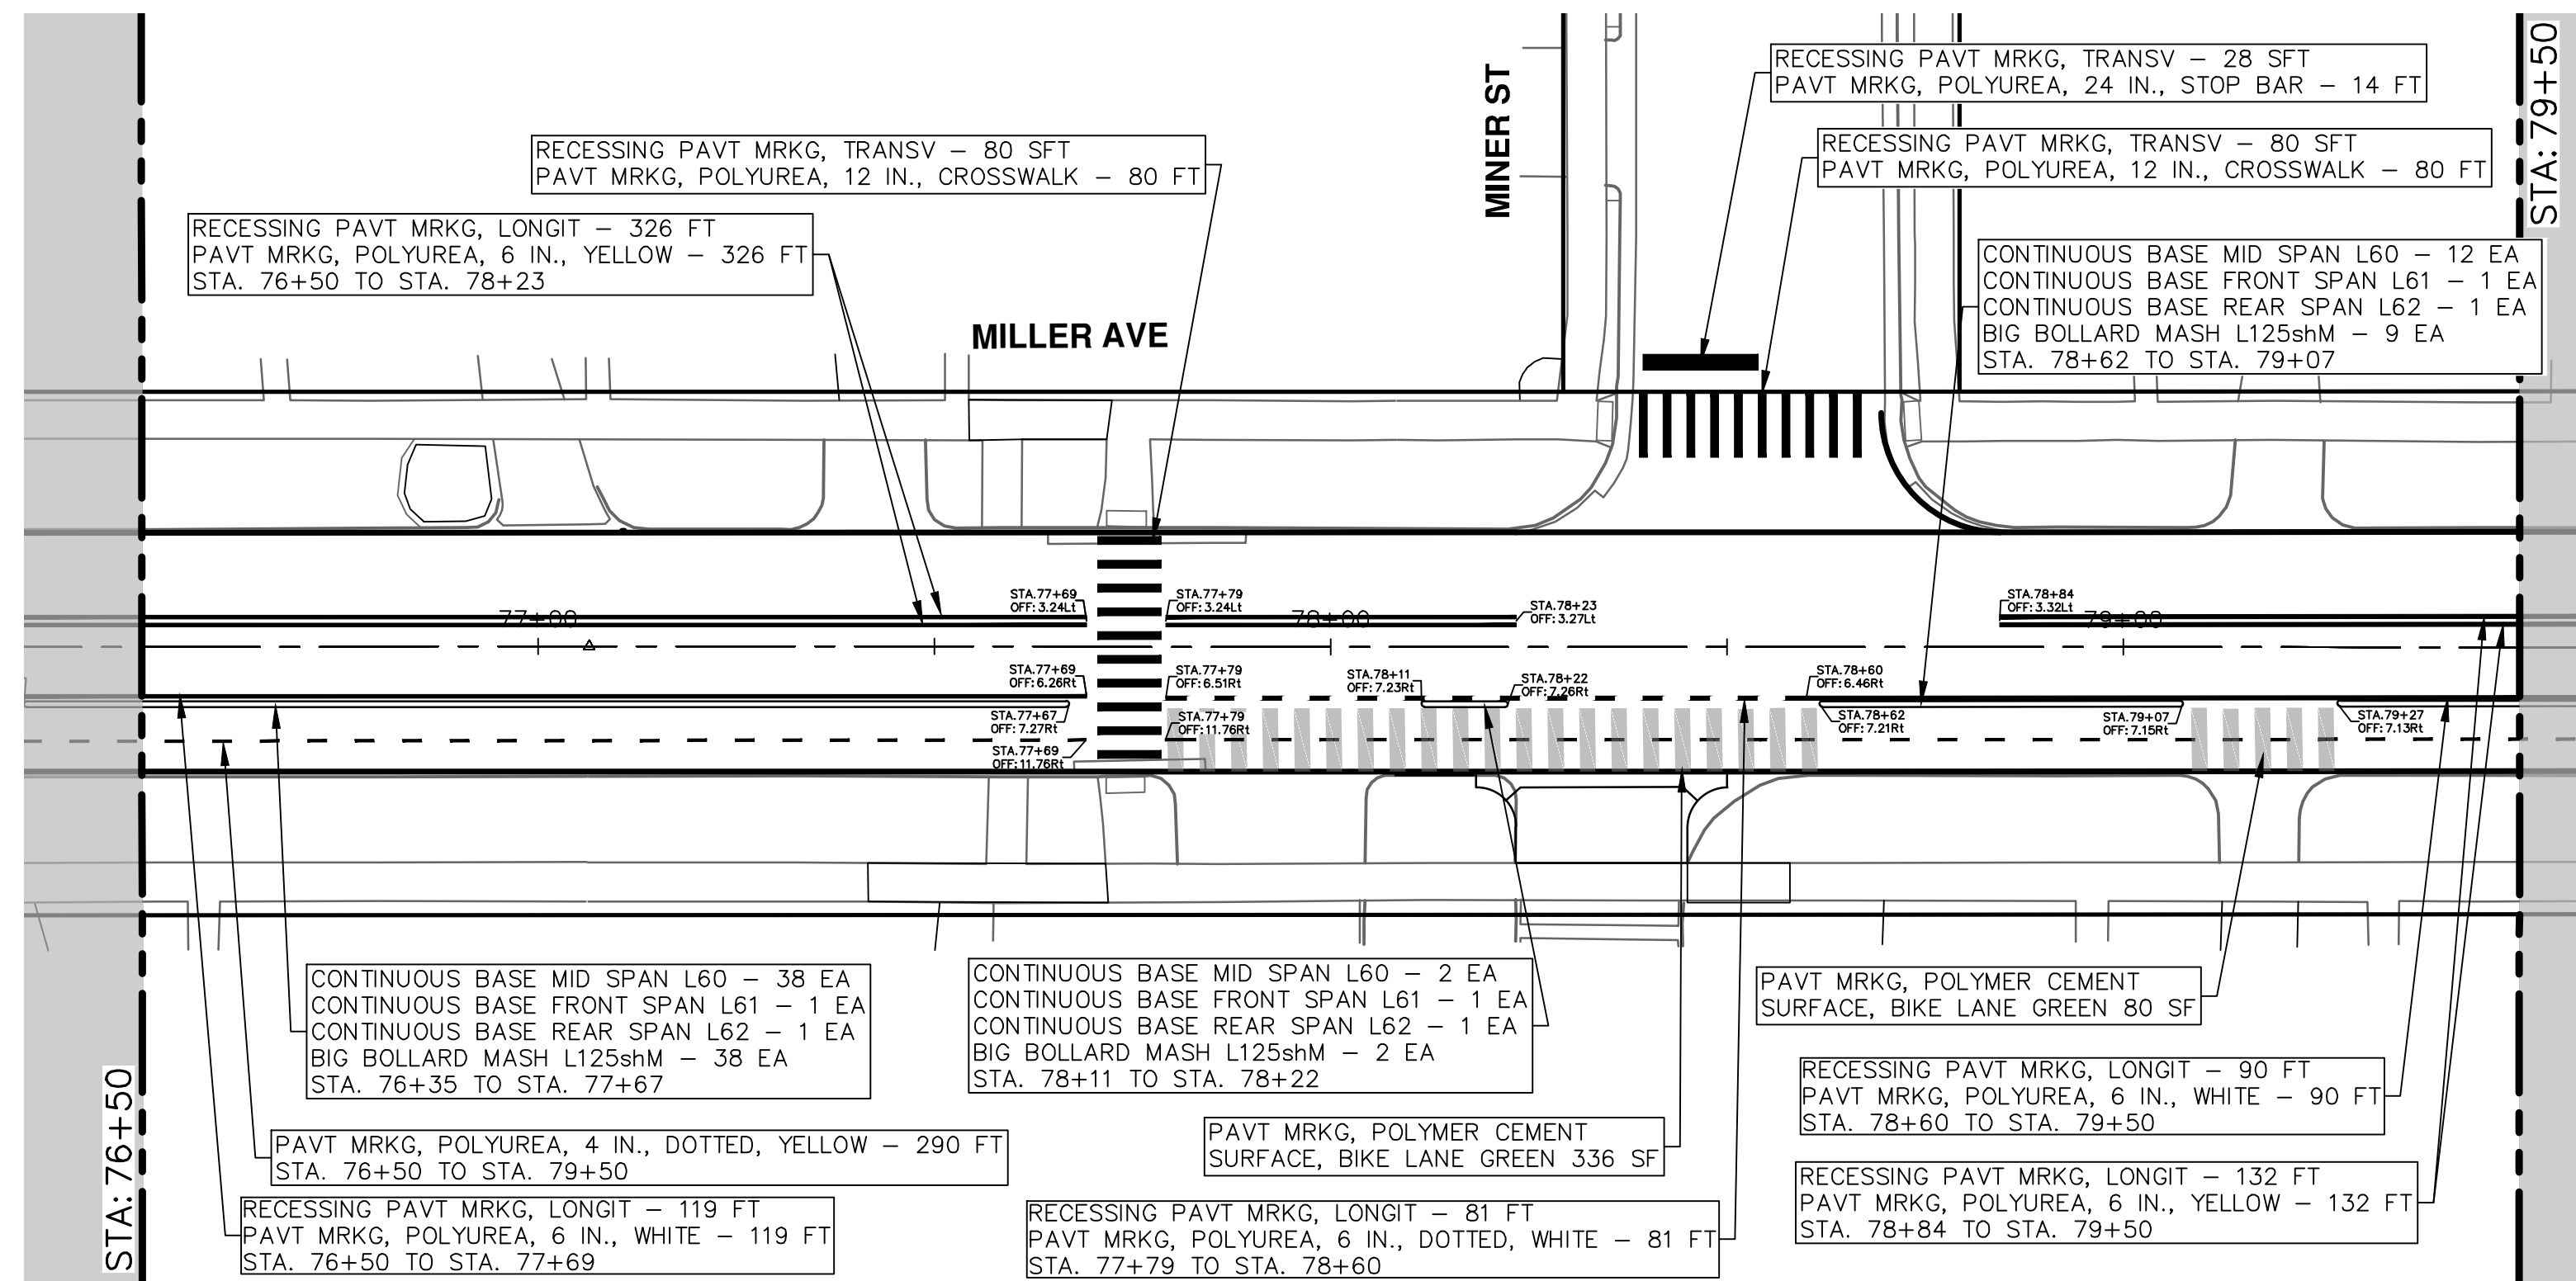 RECESSING PAVT MRKG, TRANSV – 28 SFT
PAVT MRKG, POLYUREA, 24 IN., STOP BAR – 14 FT
STA: 79+50
MINER ST
RECESSING PAVT MRKG, TRANSV – 80 SFT
PAVT MRKG, POLYUREA, 12 IN., CROSSWALK – 80 FT
RECESSING PAVT MRKG, TRANSV – 80 SFT
PAVT MRKG, POLYUREA, 12 IN., CROSSWALK – 80 FT
RECESSING PAVT MRKG, LONGIT – 326 FT
PAVT MRKG, POLYUREA, 6 IN., YELLOW – 326 FT
STA. 76+50 TO STA. 78+23
CONTINUOUS BASE MID SPAN L60 – 12 EA
CONTINUOUS BASE FRONT SPAN L61 – 1 EA
CONTINUOUS BASE REAR SPAN L62 – 1 EA
BIG BOLLARD MASH L125shM – 9 EA
STA. 78+62 TO STA. 79+07
MILLER AVE
STA.77+69
OFF: 3.24Lt
STA.77+79
OFF: 3.24Lt
STA.78+23
OFF: 3.27Lt
STA.78+84
OFF: 3.32Lt
77+00
78+00
79+00
STA.77+69
OFF: 6.26Rt
STA.77+79
OFF: 6.51Rt
STA.78+11
OFF: 7.23Rt
STA.78+22
OFF: 7.26Rt
STA.78+60
OFF: 6.46Rt
STA.77+67
OFF: 7.27Rt
STA.77+79
OFF: 11.76Rt
STA.78+62
OFF: 7.21Rt
STA.79+07
OFF: 7.15Rt
STA.79+27
OFF: 7.13Rt
STA.77+69
OFF: 11.76Rt
CONTINUOUS BASE MID SPAN L60 – 38 EA
CONTINUOUS BASE FRONT SPAN L61 – 1 EA
CONTINUOUS BASE REAR SPAN L62 – 1 EA
BIG BOLLARD MASH L125shM – 38 EA
STA. 76+35 TO STA. 77+67
CONTINUOUS BASE MID SPAN L60 – 2 EA
CONTINUOUS BASE FRONT SPAN L61 – 1 EA
CONTINUOUS BASE REAR SPAN L62 – 1 EA
BIG BOLLARD MASH L125shM – 2 EA
STA. 78+11 TO STA. 78+22
PAVT MRKG, POLYMER CEMENT
SURFACE, BIKE LANE GREEN 80 SF
RECESSING PAVT MRKG, LONGIT – 90 FT
PAVT MRKG, POLYUREA, 6 IN., WHITE – 90 FT
STA. 78+60 TO STA. 79+50
STA: 76+50
PAVT MRKG, POLYUREA, 4 IN., DOTTED, YELLOW – 290 FT
STA. 76+50 TO STA. 79+50
PAVT MRKG, POLYMER CEMENT
SURFACE, BIKE LANE GREEN 336 SF
RECESSING PAVT MRKG, LONGIT – 132 FT
PAVT MRKG, POLYUREA, 6 IN., YELLOW – 132 FT
STA. 78+84 TO STA. 79+50
RECESSING PAVT MRKG, LONGIT – 119 FT
PAVT MRKG, POLYUREA, 6 IN., WHITE – 119 FT
STA. 76+50 TO STA. 77+69
RECESSING PAVT MRKG, LONGIT – 81 FT
PAVT MRKG, POLYUREA, 6 IN., DOTTED, WHITE – 81 FT
STA. 77+79 TO STA. 78+60